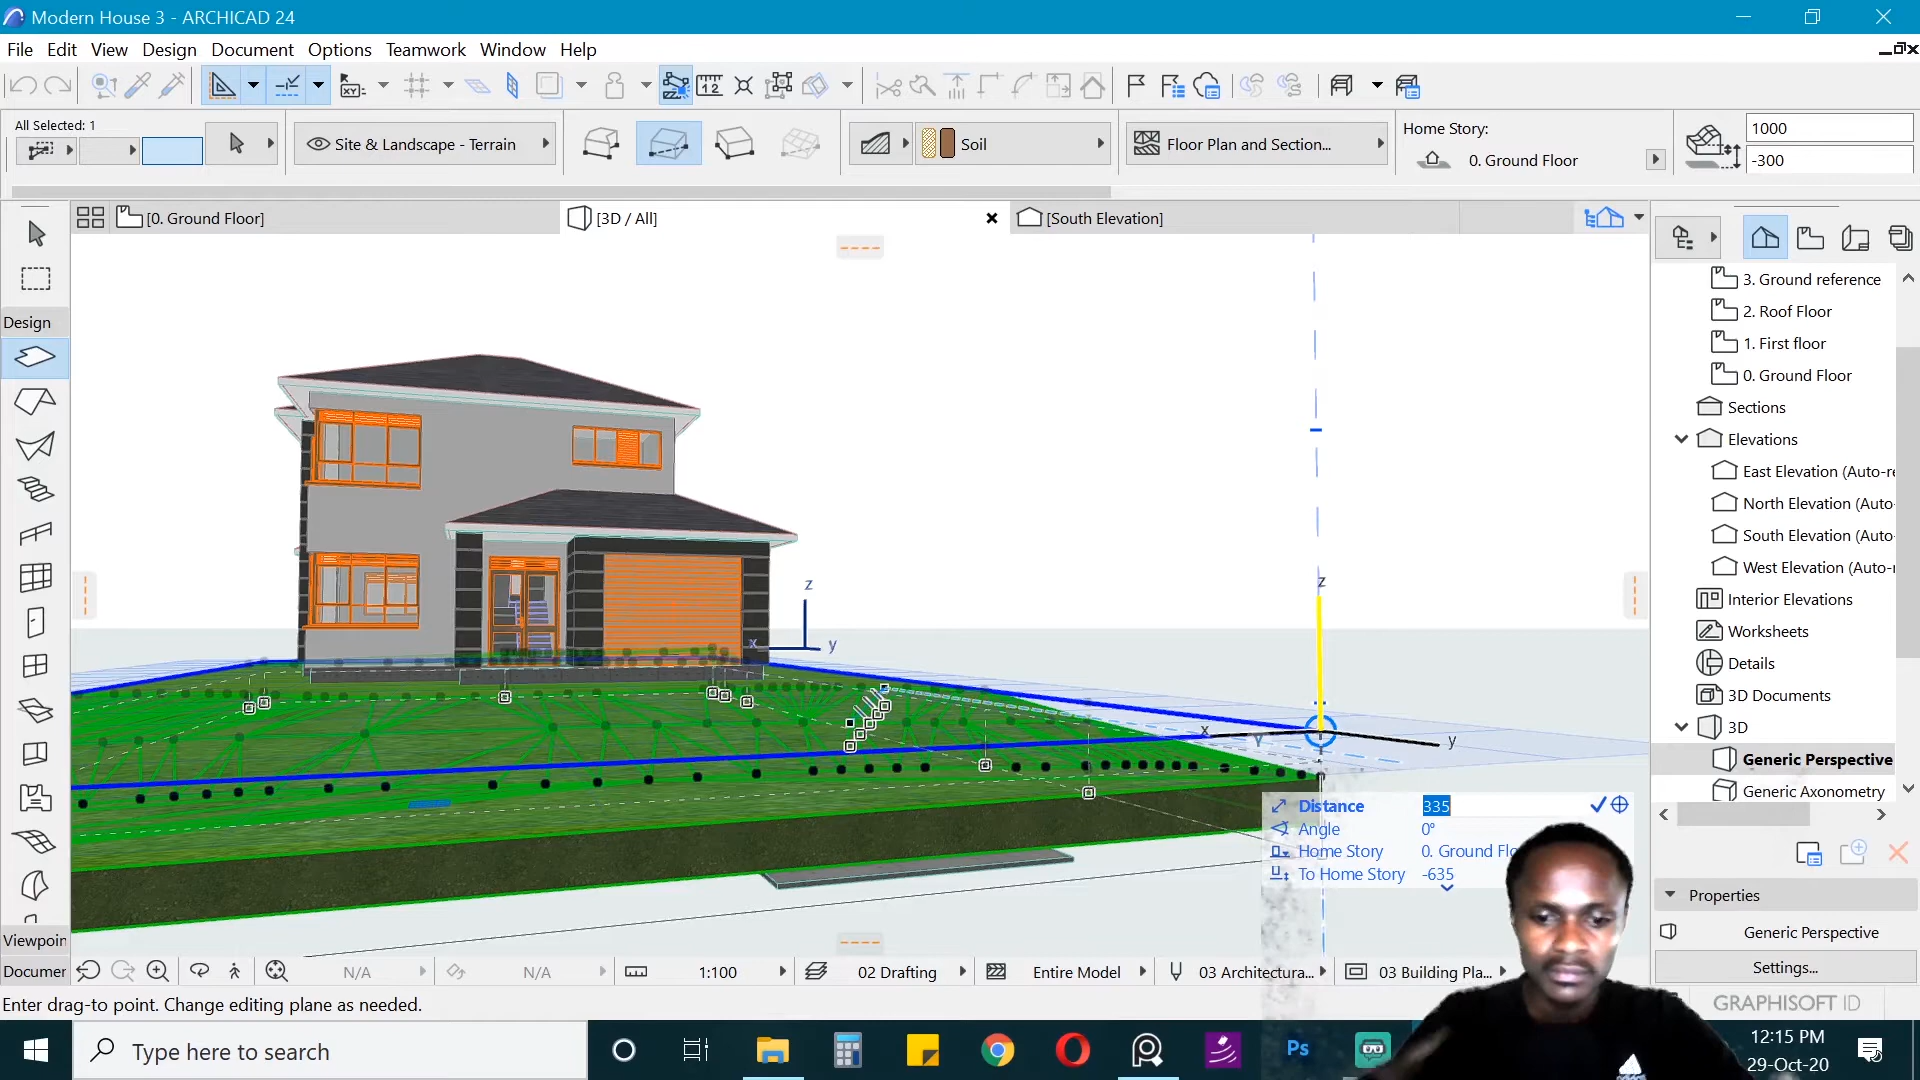 Modern House 3 - ARCHICAD 24
File Edit View Design Document Options Teamwork Window Help
All Selected: 1
Site & Landscape - Terrain
Soil
Floor Plan and Section...
Home Story:
0. Ground Floor
1000
-300
[0. Ground Floor]
[3D / All]
[South Elevation]
Design
3. Ground reference
2. Roof Floor
1. First floor
0. Ground Floor
Sections
Elevations
East Elevation (Auto-re
North Elevation (Auto-
South Elevation (Auto-
West Elevation (Auto-r
Interior Elevations
Worksheets
Details
3D Documents
3D
Generic Perspective
Generic Axonometry
z
x
y
z
x
Y
y
Distance 335
Angle 0°
Home Story 0. Ground Flo
To Home Story -635
Properties
Generic Perspective
Settings...
Viewpoin
Documer
N/A
N/A
1:100
02 Drafting
Entire Model
03 Architectura...
03 Building Pla...
Enter drag-to point. Change editing plane as needed.
GRAPHISOFT ID
Type here to search
Ps
12:15 PM
29-Oct-20